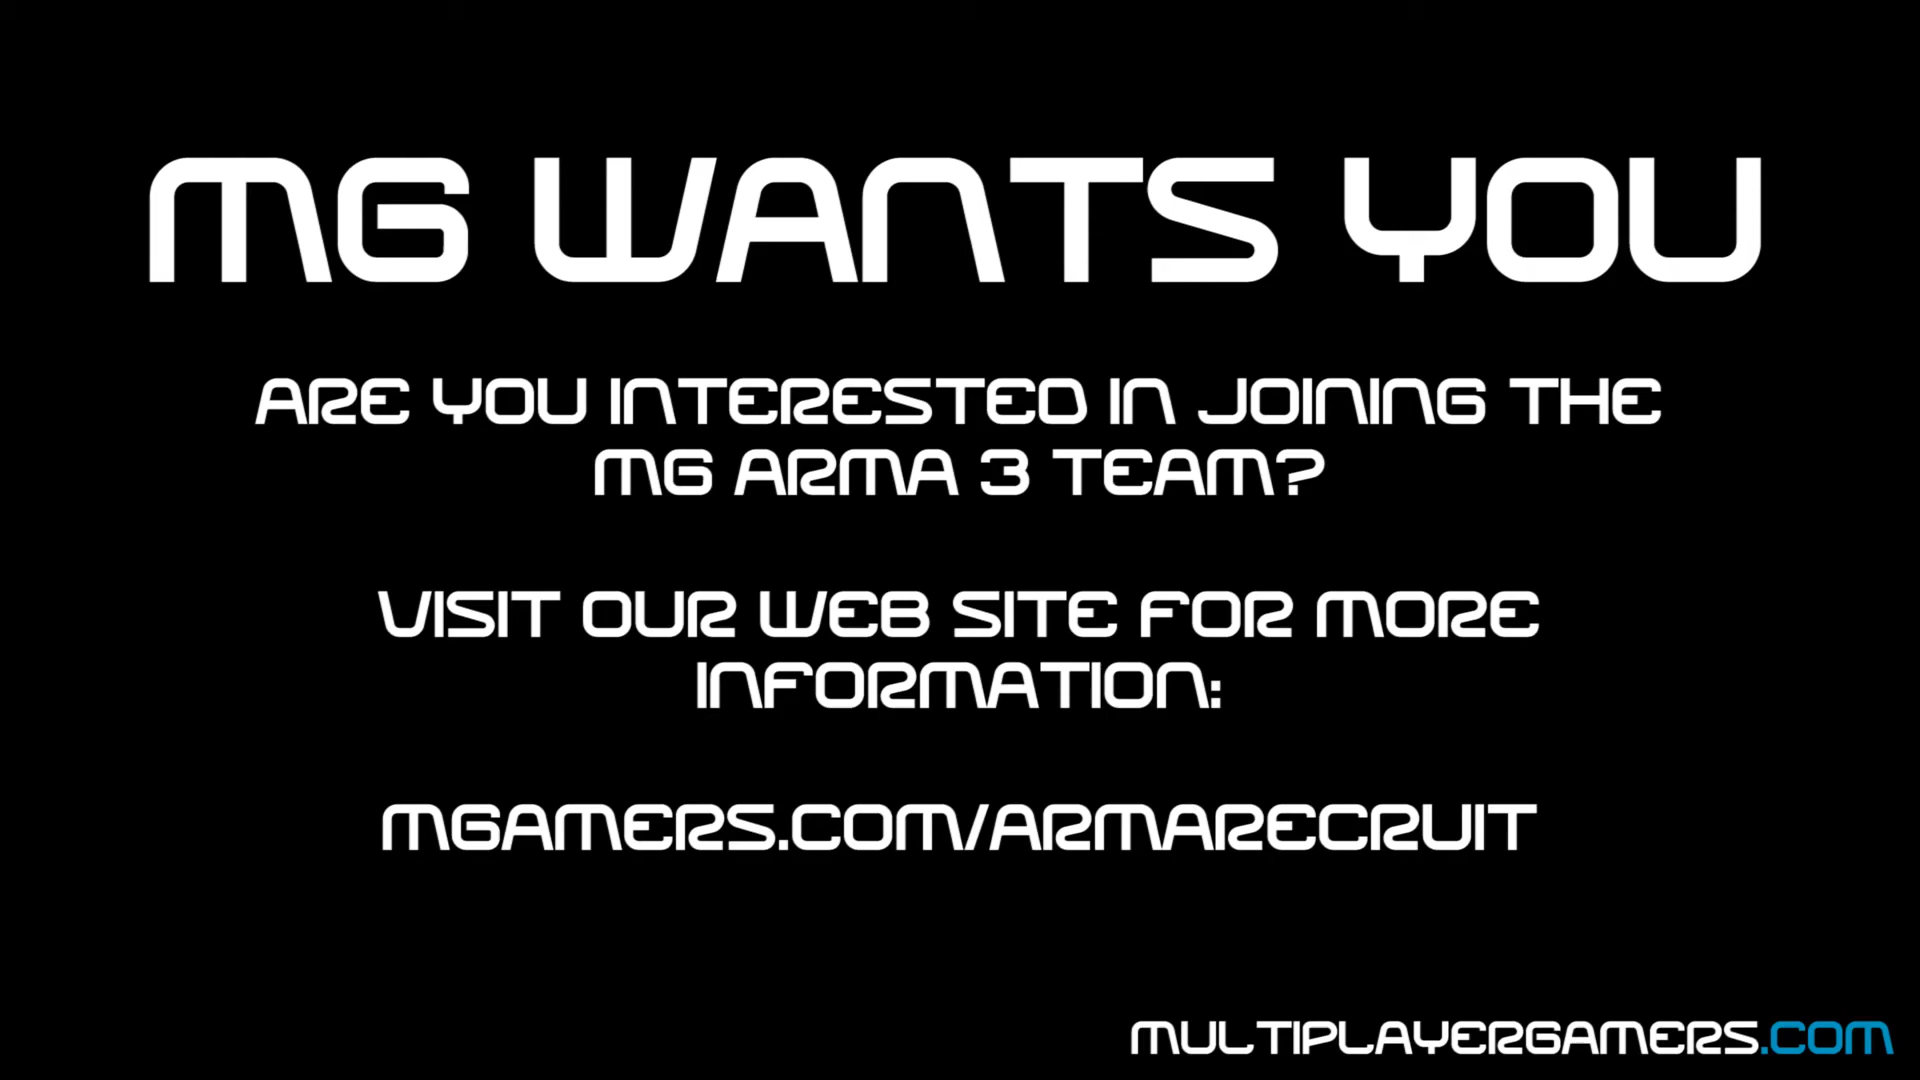 MG WANTS YOU
ARE YOU INTERESTED IN JOINING THE
MG ARMA 3 TEAM?
VISIT OUR WEB SITE FOR MORE
INFORMATION:
MGAMERS.COM/ARMARECRUIT
MULTIPLAYERGAMERS.COM